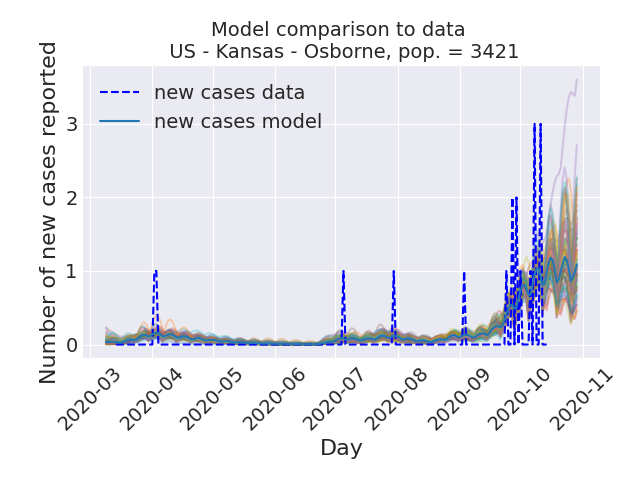 Model comparison to data
US - Kansas - Osborne, pop. = 3421
new cases data
new cases model
Number of new cases reported
3
2
1
0
2020-03
2020-04
2020-05
2020-06
2020-07
2020-08
2020-09
2020-10
2020-11
Day